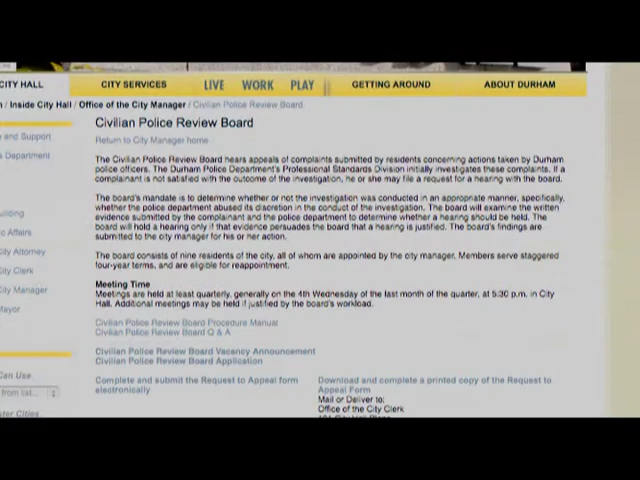 CITY HALL CITY SERVICES LIVE WORK PLAY GETTING AROUND ABOUT DURHAM
/ Inside City Hall / Office of the City Manager / Civilian Police Review Board
Civilian Police Review Board
Return to City Manager home
The Civilian Police Review Board hears appeals of complaints submitted by residents concerning actions taken by Durham
police officers. The Durham Police Department's Professional Standards Division initially investigates these complaints. If a
complainant is not satisfied with the outcome of the investigation, he or she may file a request for a hearing with the board.
The board's mandate is to determine whether or not the investigation was conducted in an appropriate manner, specifically,
whether the police department abused its discretion in the conduct of the investigation. The board will examine the written
evidence submitted by the complainant and the police department to determine whether a hearing should be held. The
board will hold a hearing only if that evidence persuades the board that a hearing is justified. The board's findings are
submitted to the city manager for his or her action.
The board consists of nine residents of the city, all of whom are appointed by the city manager. Members serve staggered
four-year terms, and are eligible for reappointment.
Meeting Time
Meetings are held at least quarterly, generally on the 4th Wednesday of the last month of the quarter, at 5:30 p.m. in City
Hall. Additional meetings may be held if justified by the board's workload.
Civilian Police Review Board Procedure Manual
Civilian Police Review Board Q & A
Civilian Police Review Board Vacancy Announcement
Civilian Police Review Board Application
Complete and submit the Request to Appeal form
electronically
Download and complete a printed copy of the Request to
Appeal Form
Mail or Deliver to:
Office of the City Clerk
and Support
Department
City Attorney
City Clerk
City Manager
Mayor
Can Use
from list...
Cities